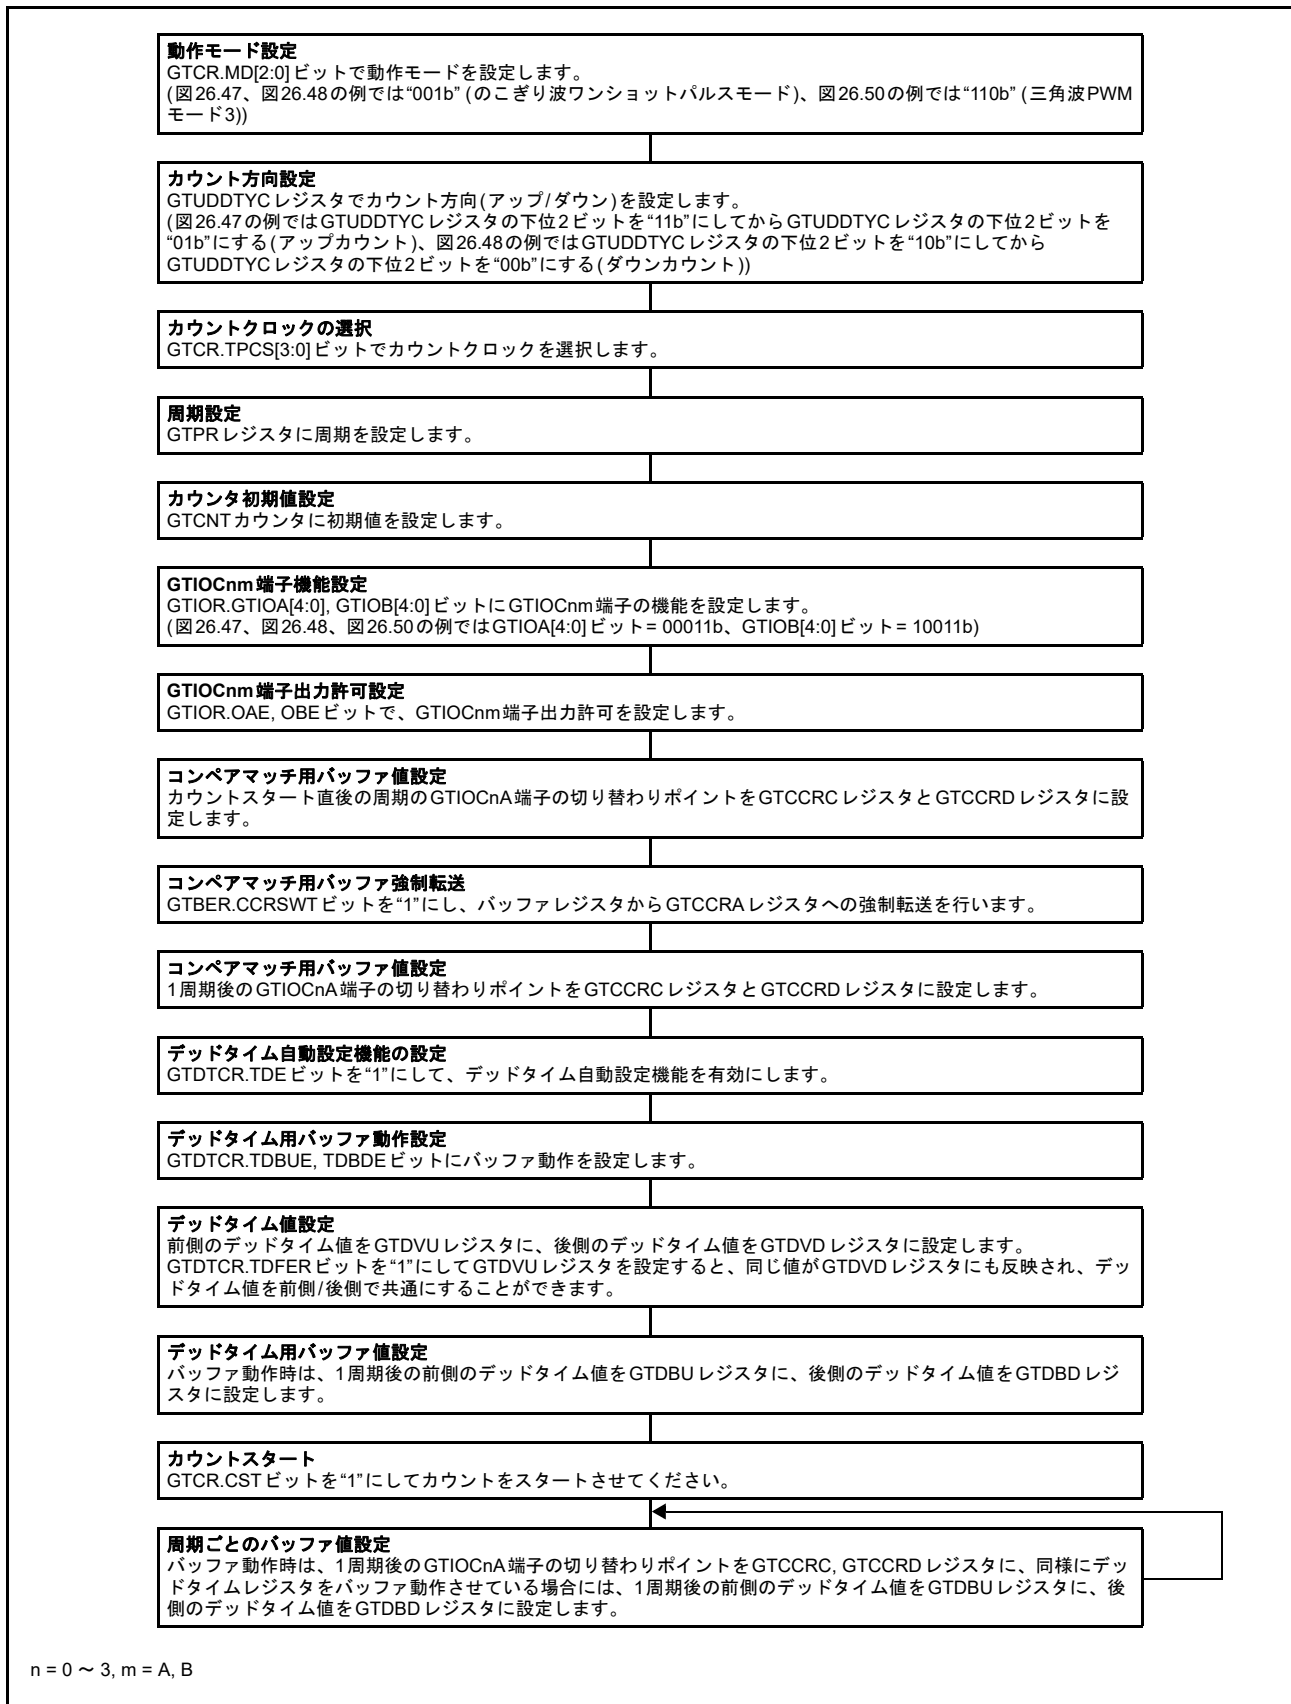 動作モード設定
GTCR.MD[2:0]ビットで動作モードを設定します。
(図26.47、図26.48の例では“001b” (のこぎり波ワンショットパルスモード)、図26.50の例では“110b” (三角波PWM
モード3))
カウント方向設定
GTUDDTYCレジスタでカウント方向(アップ/ダウン)を設定します。
(図26.47の例ではGTUDDTYCレジスタの下位2ビットを“11b”にしてからGTUDDTYCレジスタの下位2ビットを
“01b”にする(アップカウント)、図26.48の例ではGTUDDTYCレジスタの下位2ビットを“10b”にしてから
GTUDDTYCレジスタの下位2ビットを“00b”にする(ダウンカウント))
カウントクロックの選択
GTCR.TPCS[3:0]ビットでカウントクロックを選択します。
周期設定
GTPRレジスタに周期を設定します。
カウンタ初期値設定
GTCNTカウンタに初期値を設定します。
GTIOCnm端子機能設定
GTIOR.GTIOA[4:0], GTIOB[4:0]ビットにGTIOCnm端子の機能を設定します。
(図26.47、図26.48、図26.50の例ではGTIOA[4:0]ビット= 00011b、GTIOB[4:0]ビット= 10011b)
GTIOCnm端子出力許可設定
GTIOR.OAE, OBEビットで、GTIOCnm端子出力許可を設定します。
コンペアマッチ用バッファ値設定
カウントスタート直後の周期のGTIOCnA端子の切り替わりポイントをGTCCRCレジスタとGTCCRDレジスタに設
定します。
コンペアマッチ用バッファ強制転送
GTBER.CCRSWTビットを“1”にし、バッファレジスタからGTCCRAレジスタへの強制転送を行います。
コンペアマッチ用バッファ値設定
1周期後のGTIOCnA端子の切り替わりポイントをGTCCRCレジスタとGTCCRDレジスタに設定します。
デッドタイム自動設定機能の設定
GTDTCR.TDEビットを“1”にして、デッドタイム自動設定機能を有効にします。
デッドタイム用バッファ動作設定
GTDTCR.TDBUE, TDBDEビットにバッファ動作を設定します。
デッドタイム値設定
前側のデッドタイム値をGTDVUレジスタに、後側のデッドタイム値をGTDVDレジスタに設定します。
GTDTCR.TDFERビットを“1”にしてGTDVUレジスタを設定すると、同じ値がGTDVDレジスタにも反映され、デッ
ドタイム値を前側/後側で共通にすることができます。
デッドタイム用バッファ値設定
バッファ動作時は、1周期後の前側のデッドタイム値をGTDBUレジスタに、後側のデッドタイム値をGTDBDレジ
スタに設定します。
カウントスタート
GTCR.CSTビットを“1”にしてカウントをスタートさせてください。
周期ごとのバッファ値設定
バッファ動作時は、1周期後のGTIOCnA端子の切り替わりポイントをGTCCRC, GTCCRDレジスタに、同様にデッ
ドタイムレジスタをバッファ動作させている場合には、1周期後の前側のデッドタイム値をGTDBUレジスタに、後
側のデッドタイム値をGTDBDレジスタに設定します。
n = 0 ～ 3, m = A, B